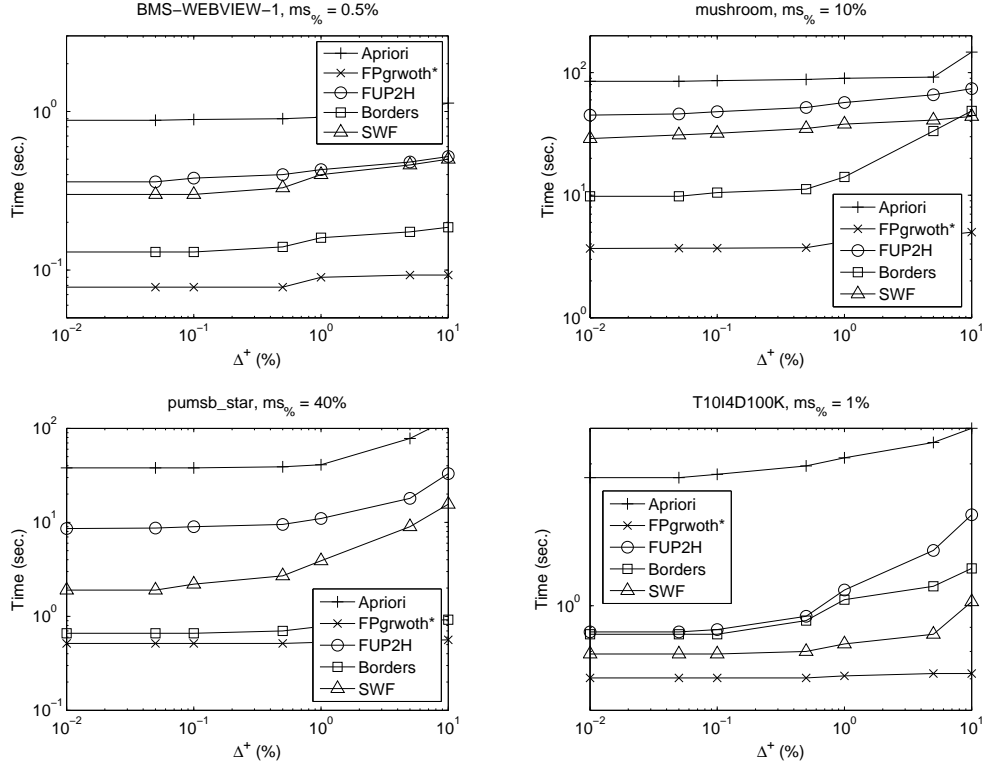 BMS−WEBVIEW−1, ms% = 0.5%
10^0
10^−1
Time (sec.)
10^−2 10^−1 10^0 10^1
Δ^+ (%)
Apriori
FPgrwoth*
FUP2H
Borders
SWF
mushroom, ms% = 10%
10^2
10^1
10^0
Time (sec.)
10^−2 10^−1 10^0 10^1
Δ^+ (%)
Apriori
FPgrwoth*
FUP2H
Borders
SWF
pumsb_star, ms% = 40%
10^2
10^1
10^0
10^−1
Time (sec.)
10^−2 10^−1 10^0 10^1
Δ^+ (%)
Apriori
FPgrwoth*
FUP2H
Borders
SWF
T10I4D100K, ms% = 1%
10^0
Time (sec.)
10^−2 10^−1 10^0 10^1
Δ^+ (%)
Apriori
FPgrwoth*
FUP2H
Borders
SWF